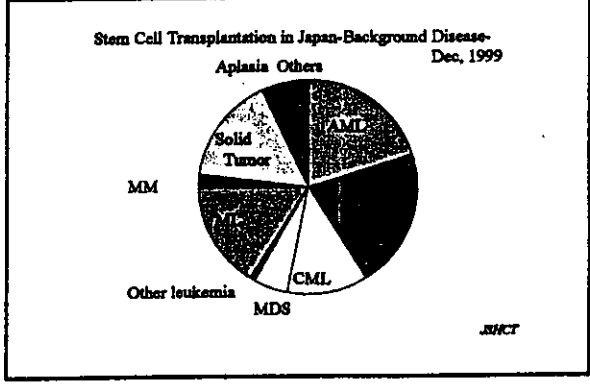 Stem Cell Transplantation in Japan-Background Disease-
Dec, 1999
Aplasia Others
AML
Solid
Tumor
MM
ML
CML
Other leukemia
MDS
JSHCT